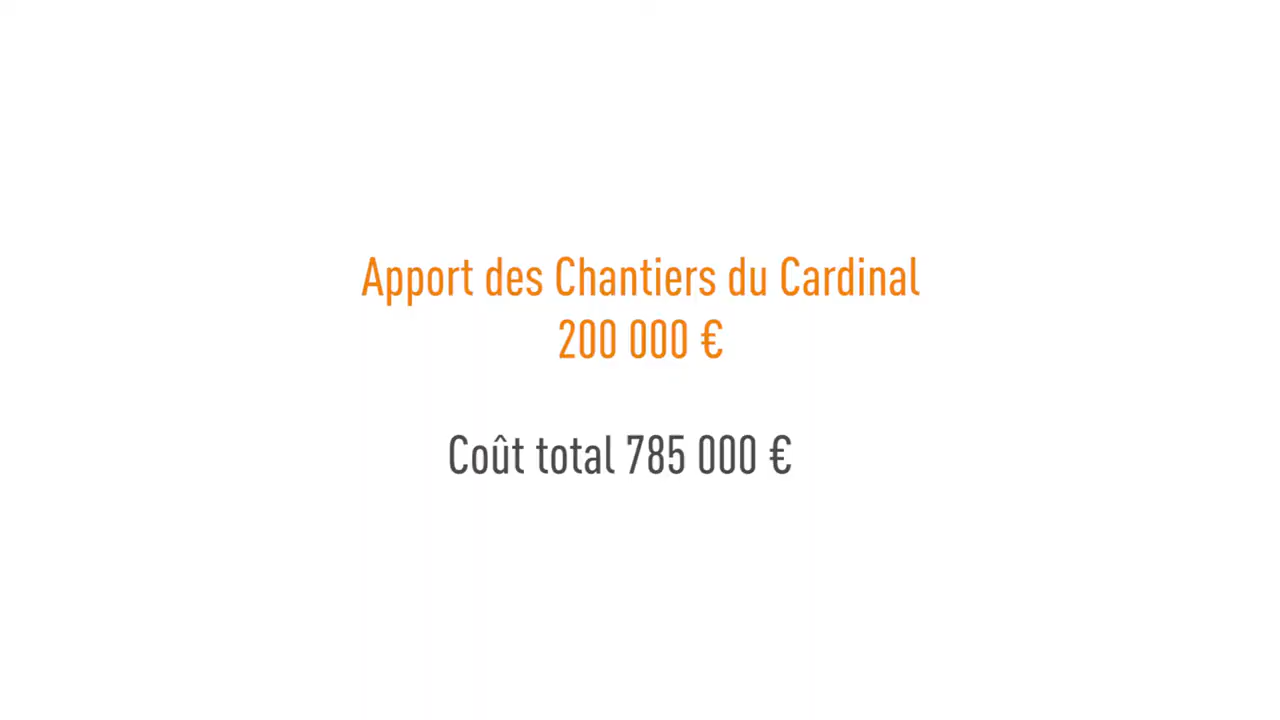 Apport des Chantiers du Cardinal
200 000 €
Coût total 785 000 €